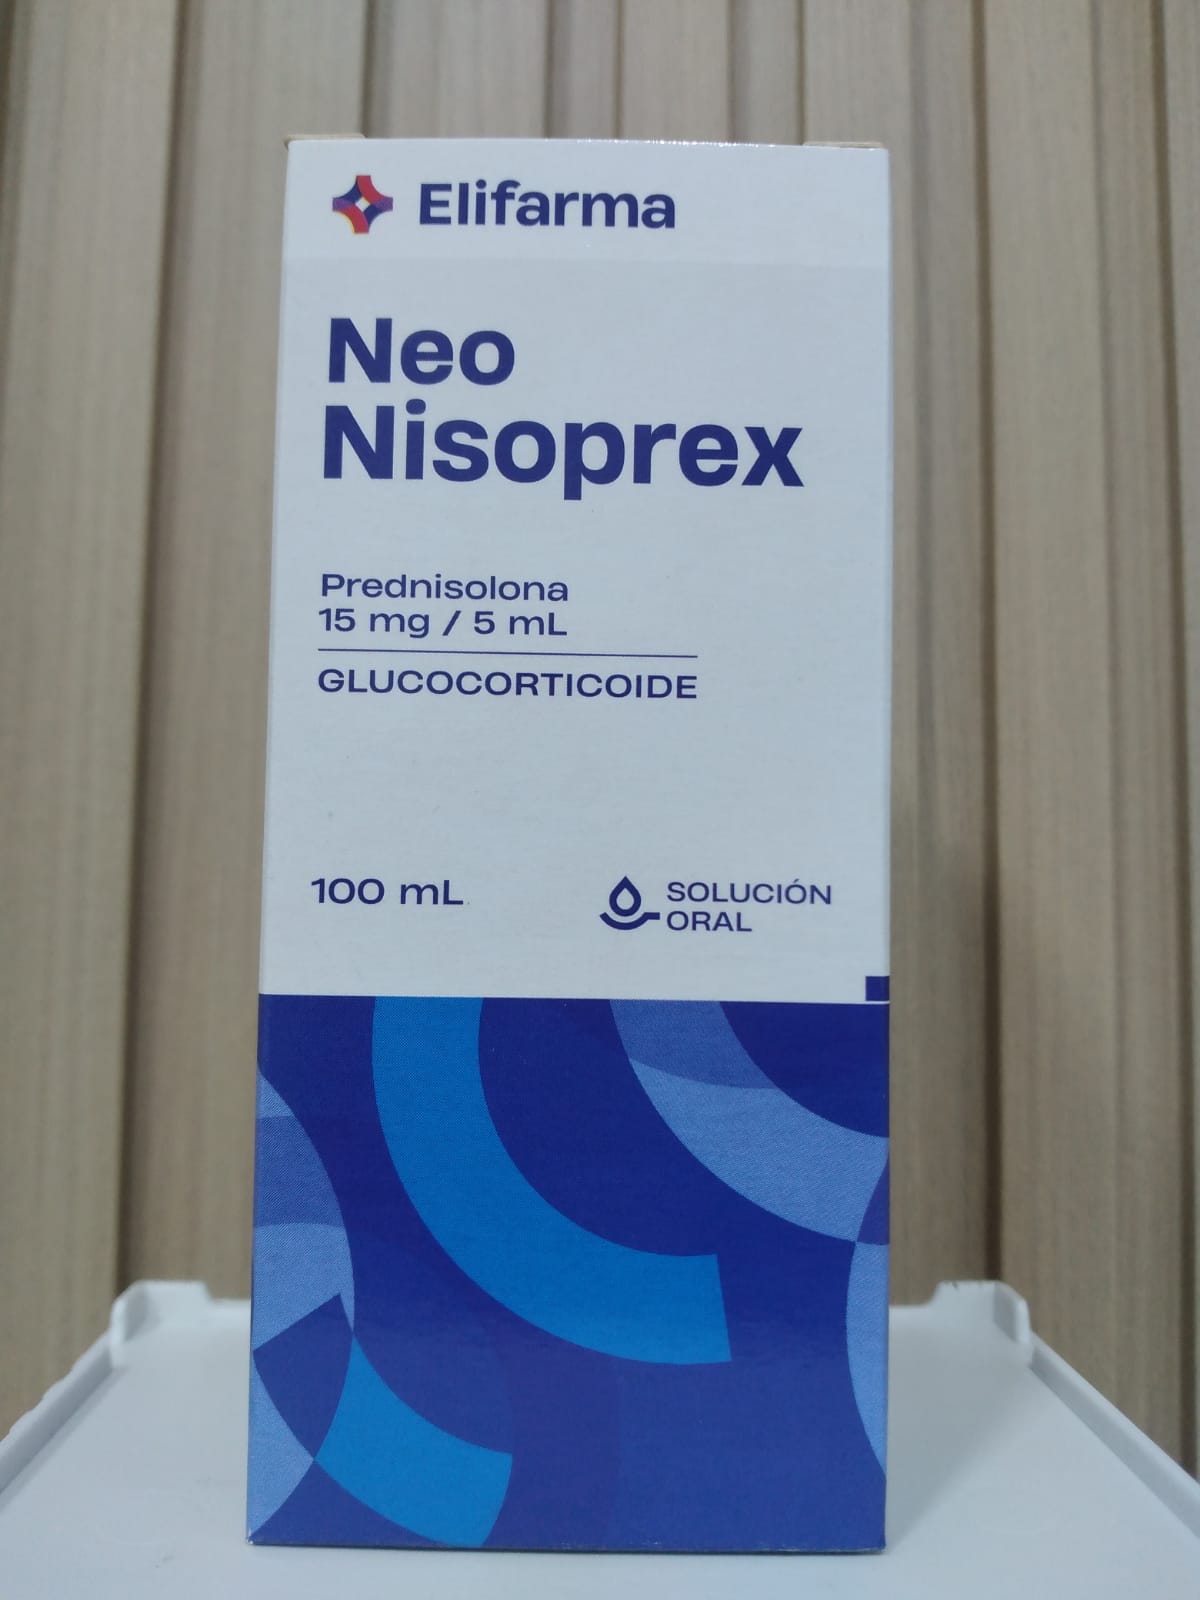 Elifarma
Neo
Nisoprex
Prednisolona
15 mg / 5 mL
GLUCOCORTICOIDE
100 mL
SOLUCIÓN
ORAL